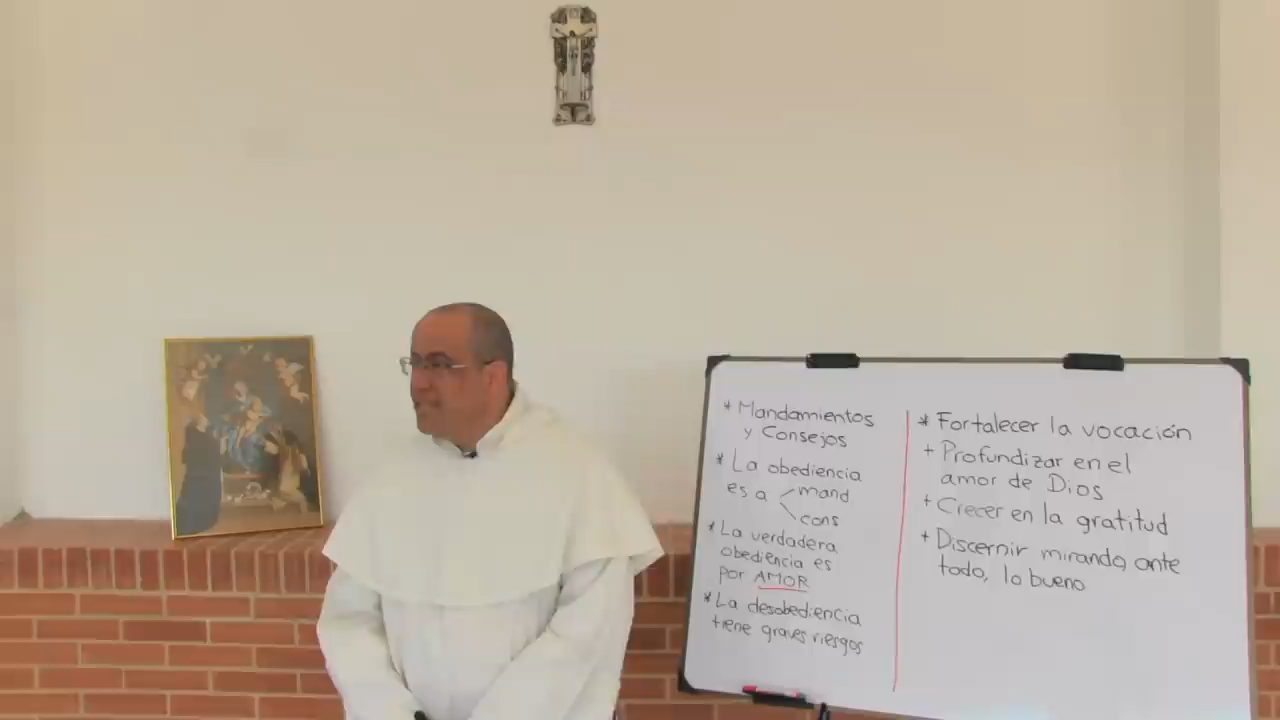 * Mandamientos
y Consejos
* La obediencia
es a mand
cons
* La verdadera
obediencia es
por AMOR
* La desobediencia
tiene graves riesgos
* Fortalecer la vocación
+ Profundizar en el
amor de Dios
+ Crecer en la gratitud
+ Discernir mirando, ante
todo, lo bueno